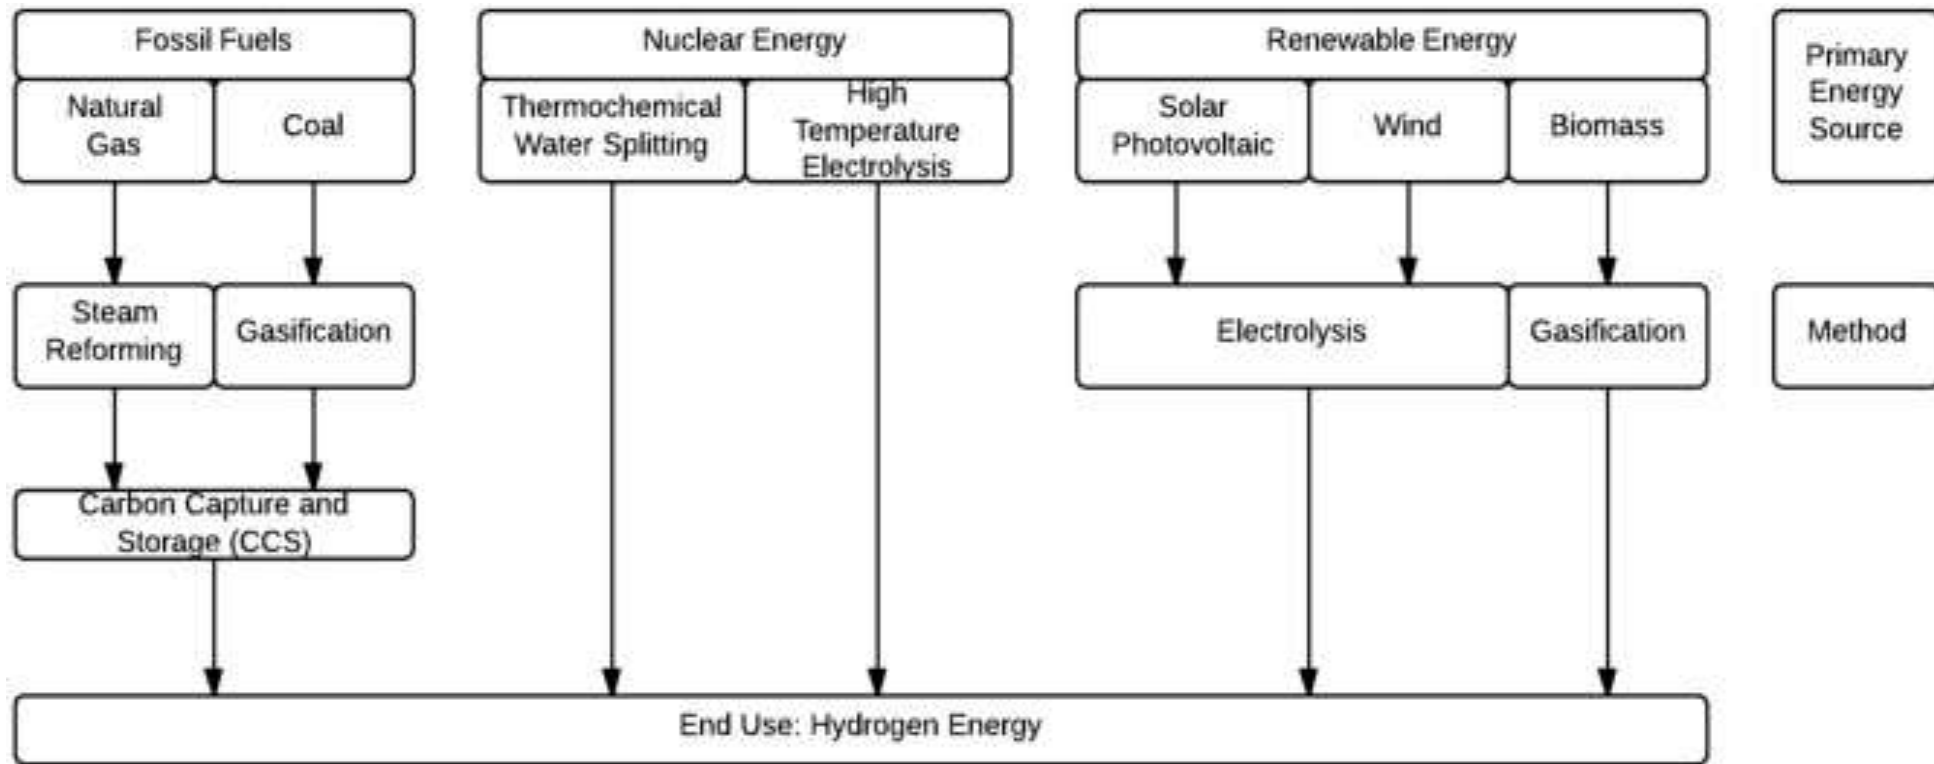 Fossil Fuels
Nuclear Energy
Renewable Energy
Primary
Energy
Source
Natural
Gas
Coal
Thermochemical
Water Splitting
High
Temperature
Electrolysis
Solar
Photovoltaic
Wind
Biomass
Steam
Reforming
Gasification
Electrolysis
Gasification
Method
Carbon Capture and
Storage (CCS)
End Use: Hydrogen Energy